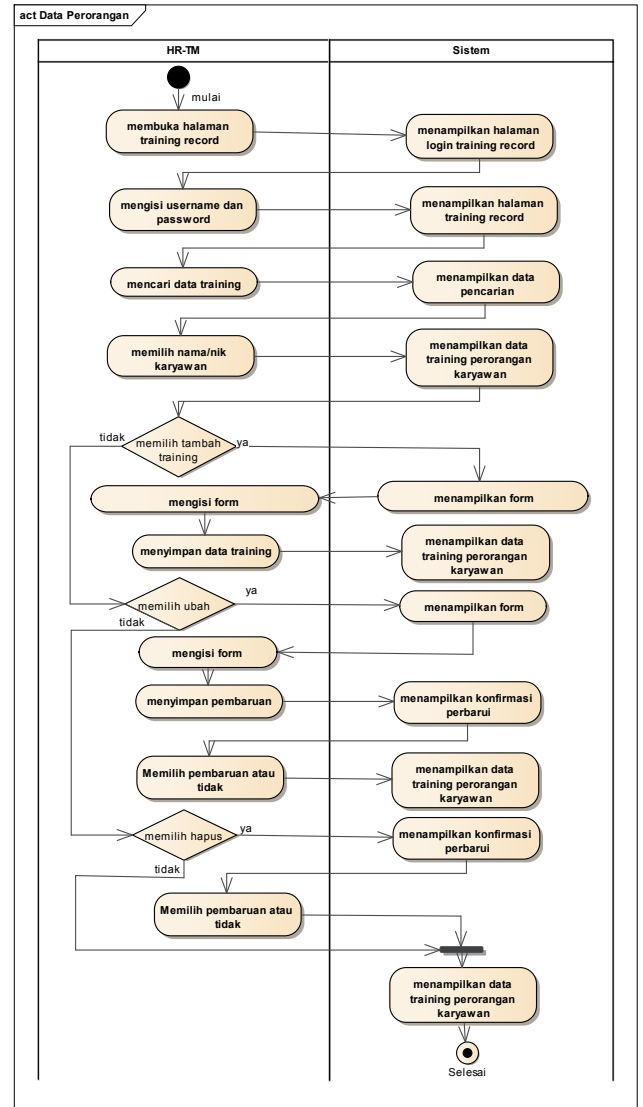 act Data Perorangan
HR-TM
Sistem
mulai
membuka halaman
training record
menampilkan halaman
login training record
mengisi username dan
password
menampilkan halaman
training record
mencari data training
menampilkan data
pencarian
memilih nama/nik
karyawan
menampilkan data
training perorangan
karyawan
tidak
memilih tambah
training
ya
mengisi form
menampilkan form
menyimpan data training
menampilkan data
training perorangan
karyawan
memilih ubah
ya
tidak
menampilkan form
mengisi form
menyimpan pembaruan
menampilkan konfirmasi
perbarui
Memilih pembaruan atau
tidak
menampilkan data
training perorangan
karyawan
memilih hapus
ya
tidak
menampilkan konfirmasi
perbarui
Memilih pembaruan atau
tidak
menampilkan data
training perorangan
karyawan
Selesai